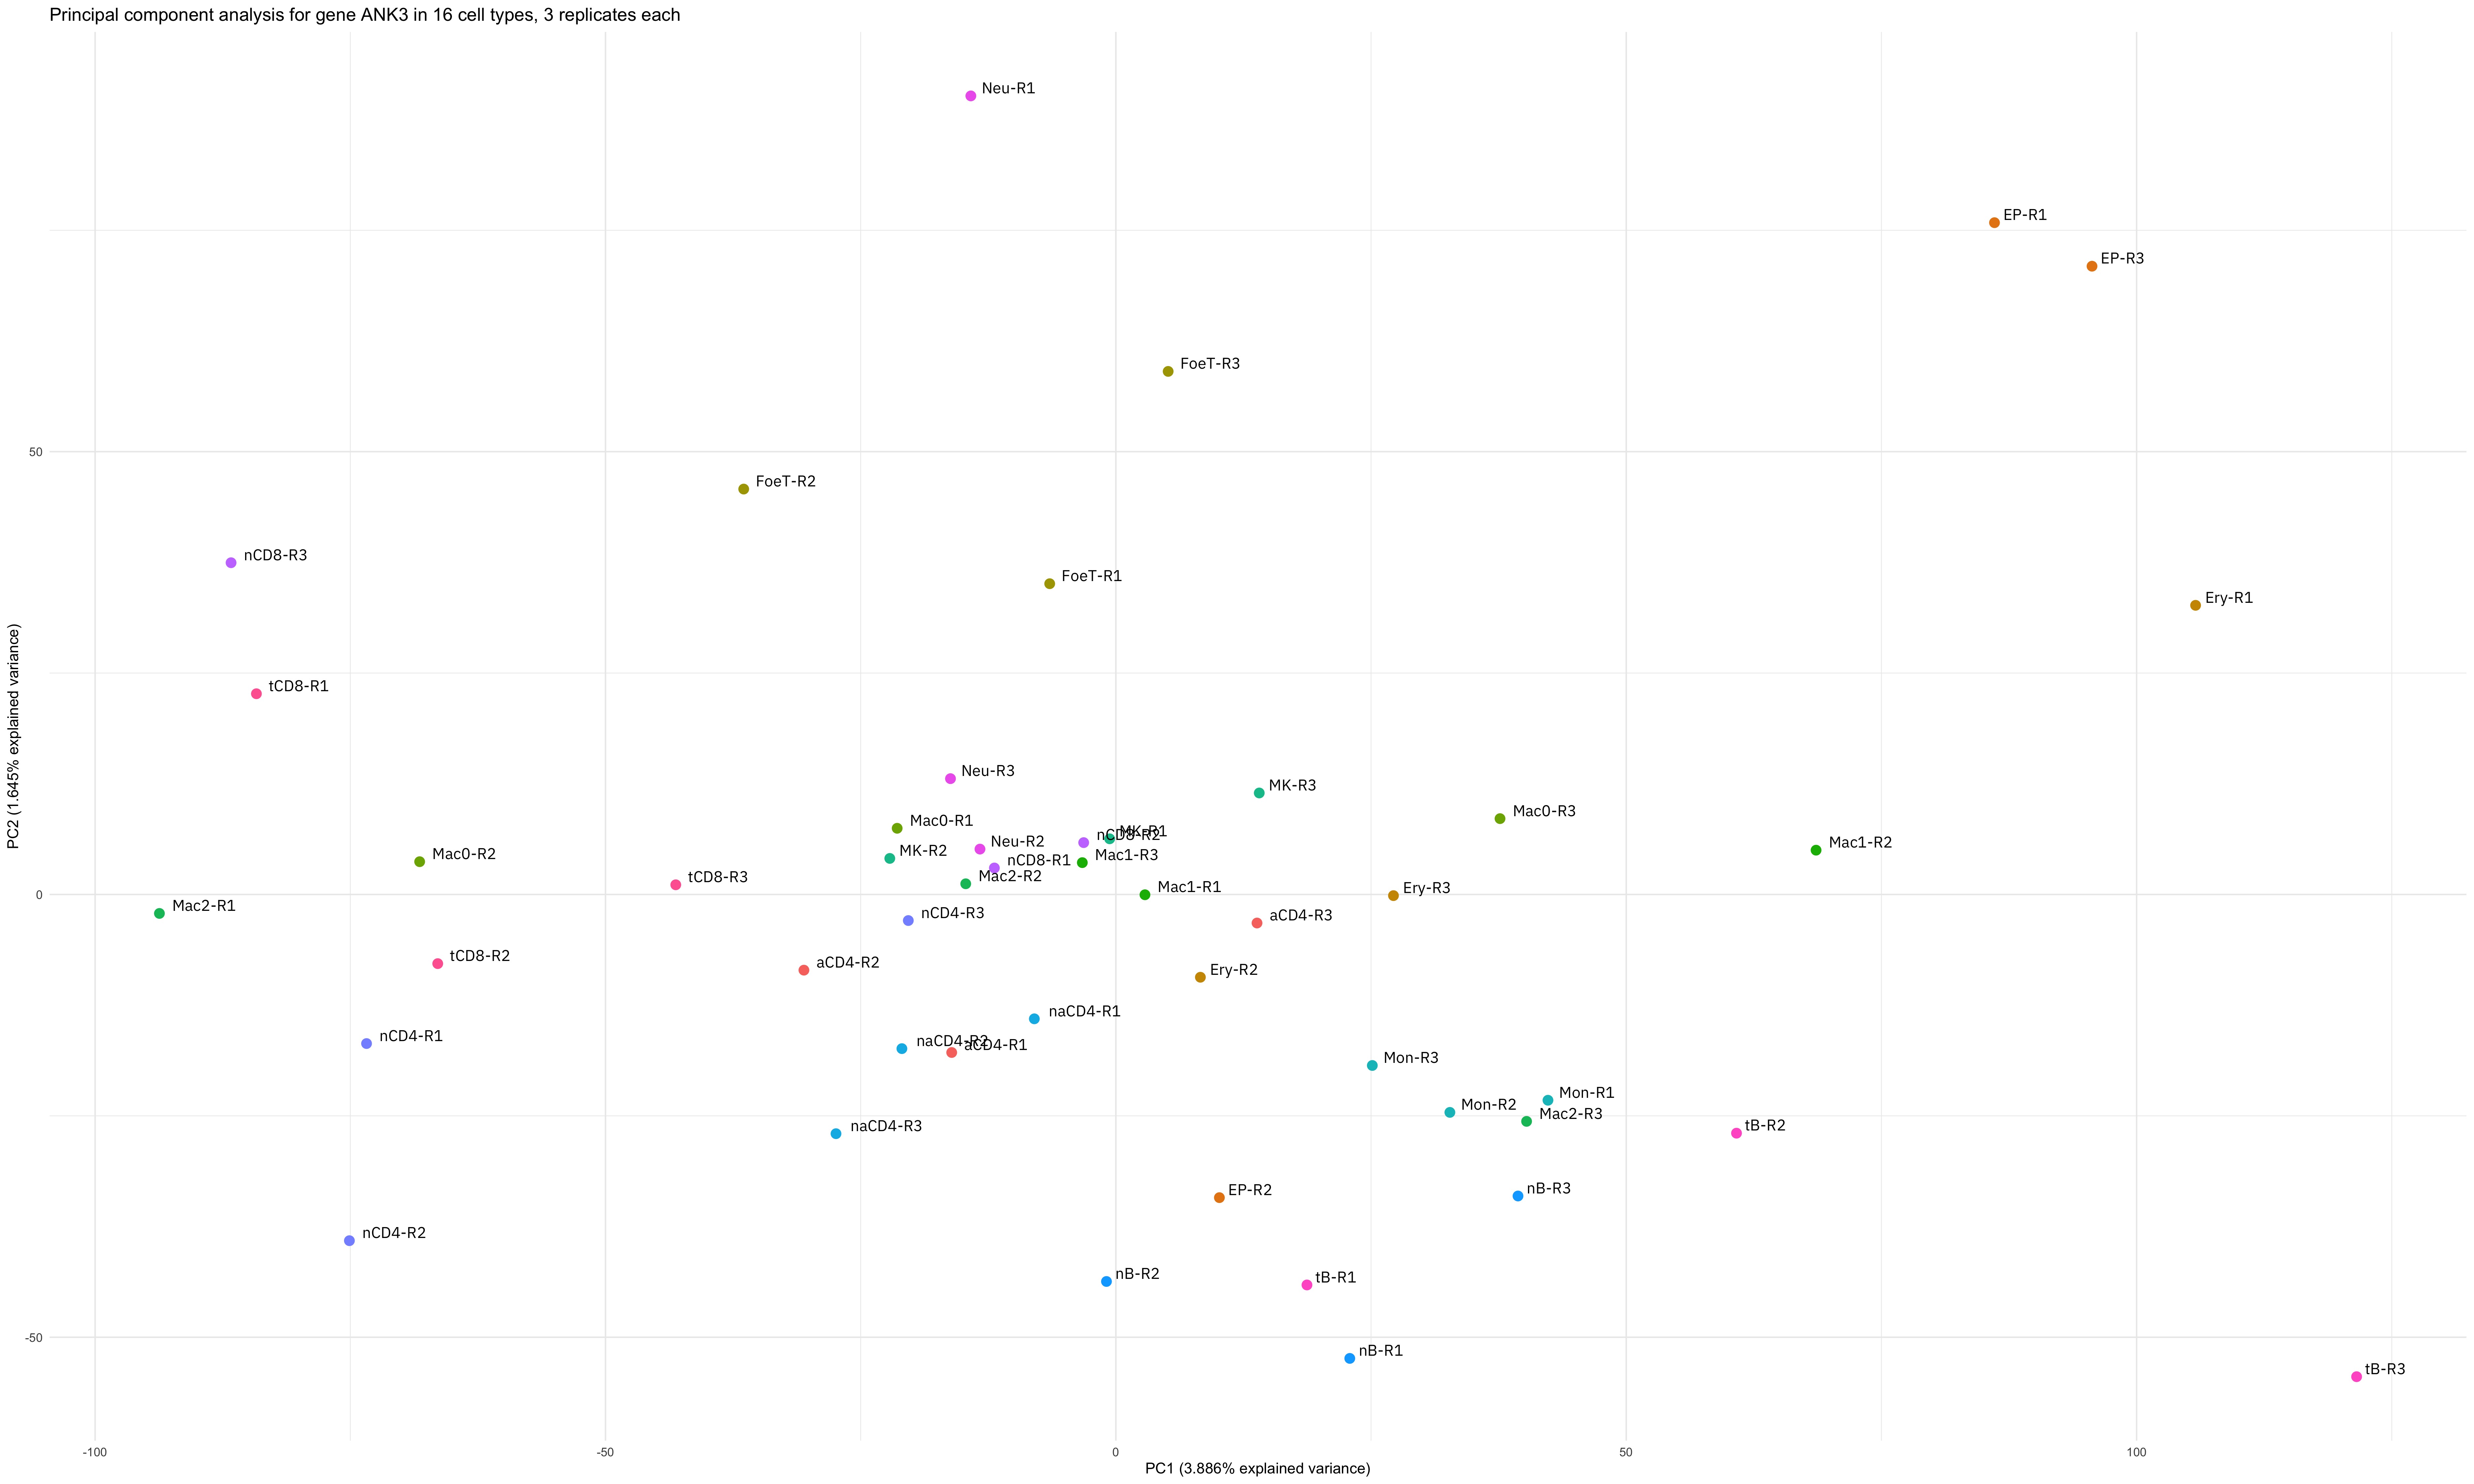 Principal component analysis for gene ANK3 in 16 cell types, 3 replicates each
Neu-R1
EP-R1
EP-R3
FoeT-R3
50
FoeT-R2
nCD8-R3
FoeT-R1
Ery-R1
tCD8-R1
PC2 (1.645% explained variance)
Neu-R3
MK-R3
Mac0-R3
Mac0-R1
MK-R1
nCD8-R2
Neu-R2
Mac1-R2
MK-R2
Mac0-R2
Mac1-R3
nCD8-R1
Mac2-R2
tCD8-R3
Mac1-R1
Ery-R3
0
Mac2-R1
nCD4-R3
aCD4-R3
tCD8-R2
aCD4-R2
Ery-R2
naCD4-R1
nCD4-R1
naCD4-R2
aCD4-R1
Mon-R3
Mon-R1
Mon-R2
Mac2-R3
naCD4-R3
tB-R2
EP-R2
nB-R3
nCD4-R2
nB-R2
tB-R1
-50
nB-R1
tB-R3
-100
-50
0
50
100
PC1 (3.886% explained variance)